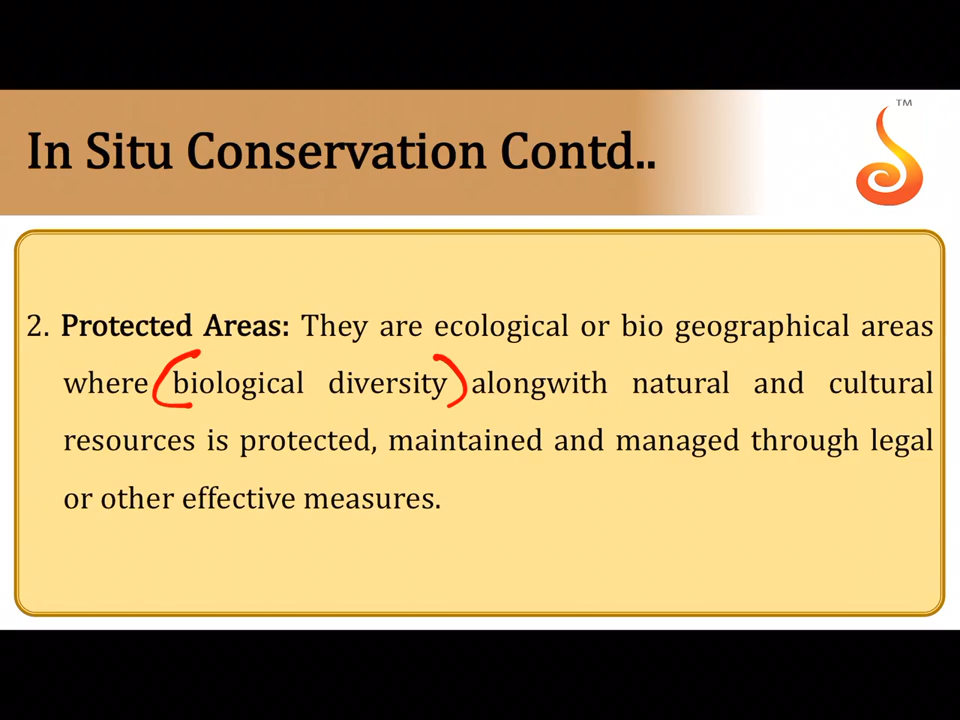 TM
In Situ Conservation Contd..
2. Protected Areas: They are ecological or bio geographical areas
where biological diversity alongwith natural and cultural
resources is protected, maintained and managed through legal
or other effective measures.